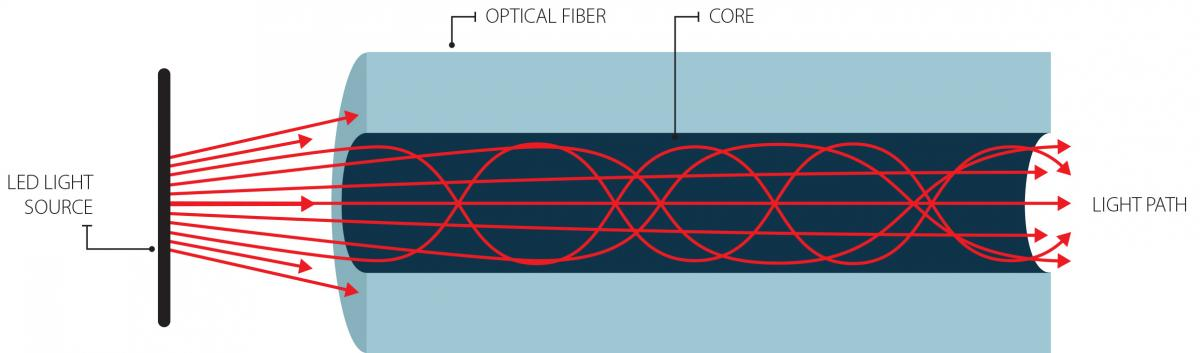 OPTICAL FIBER
CORE
LED LIGHT
SOURCE
LIGHT PATH